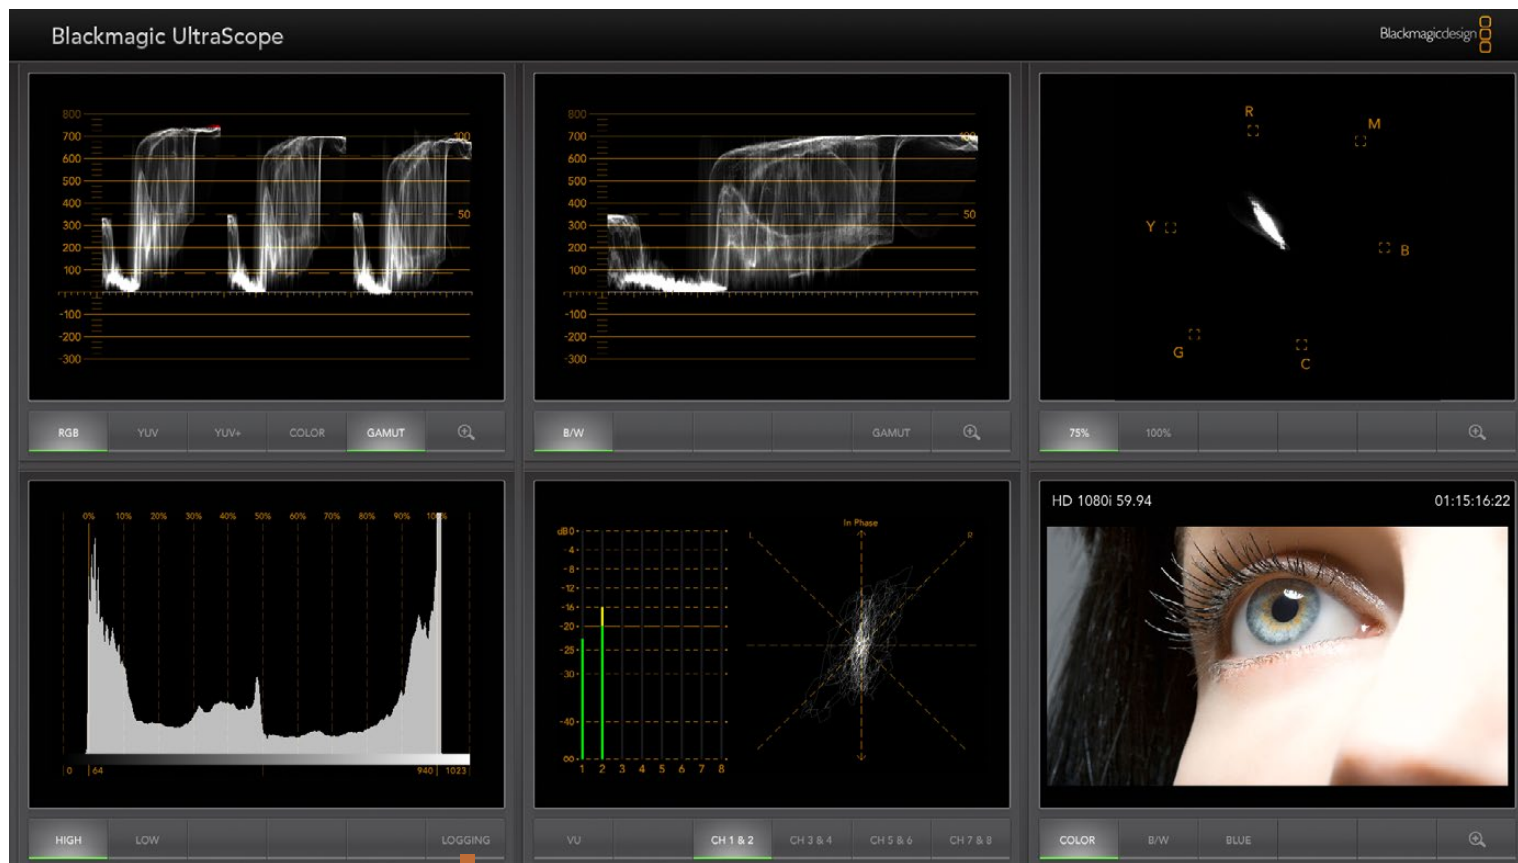 Blackmagic UltraScope
Blackmagicdesign
800
700
600
500
400
300
200
100
-100
-200
-300
100
50
800
700
600
500
400
300
200
100
-100
-200
-300
100
50
R
M
Y
B
G
C
RGB YUV YUV+ COLOR GAMUT
B/W GAMUT
75% 100%
0% 10% 20% 30% 40% 50% 60% 70% 80% 90% 100%
0 64 940 1023
dB0
-4
-8
-12
-16
-20
-25
-30
-40
∞
1 2 3 4 5 6 7 8
In Phase
L R
HD 1080i 59.94 01:15:16:22
HIGH LOW LOGGING
VU CH 1 & 2 CH 3 & 4 CH 5 & 6 CH 7 & 8
COLOR B/W BLUE